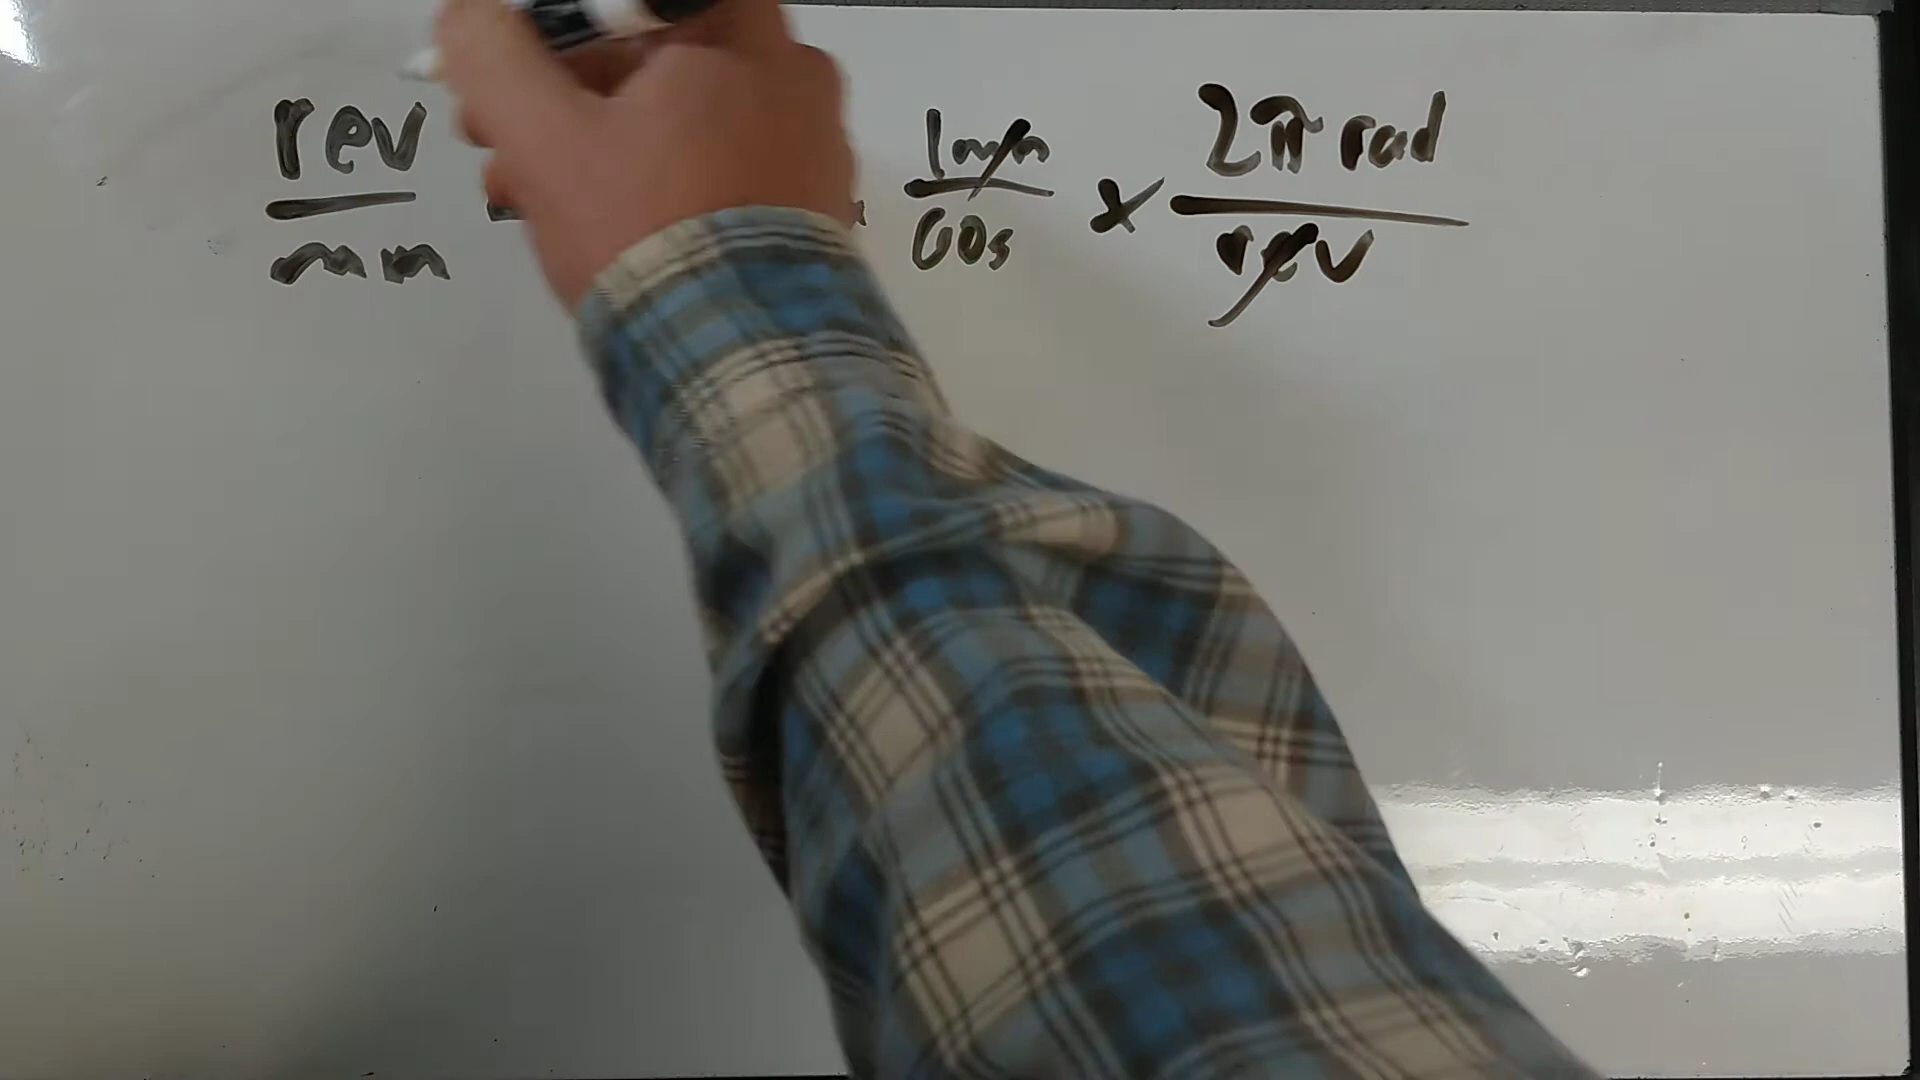 rev/min × 1min/60s × 2π rad/rev